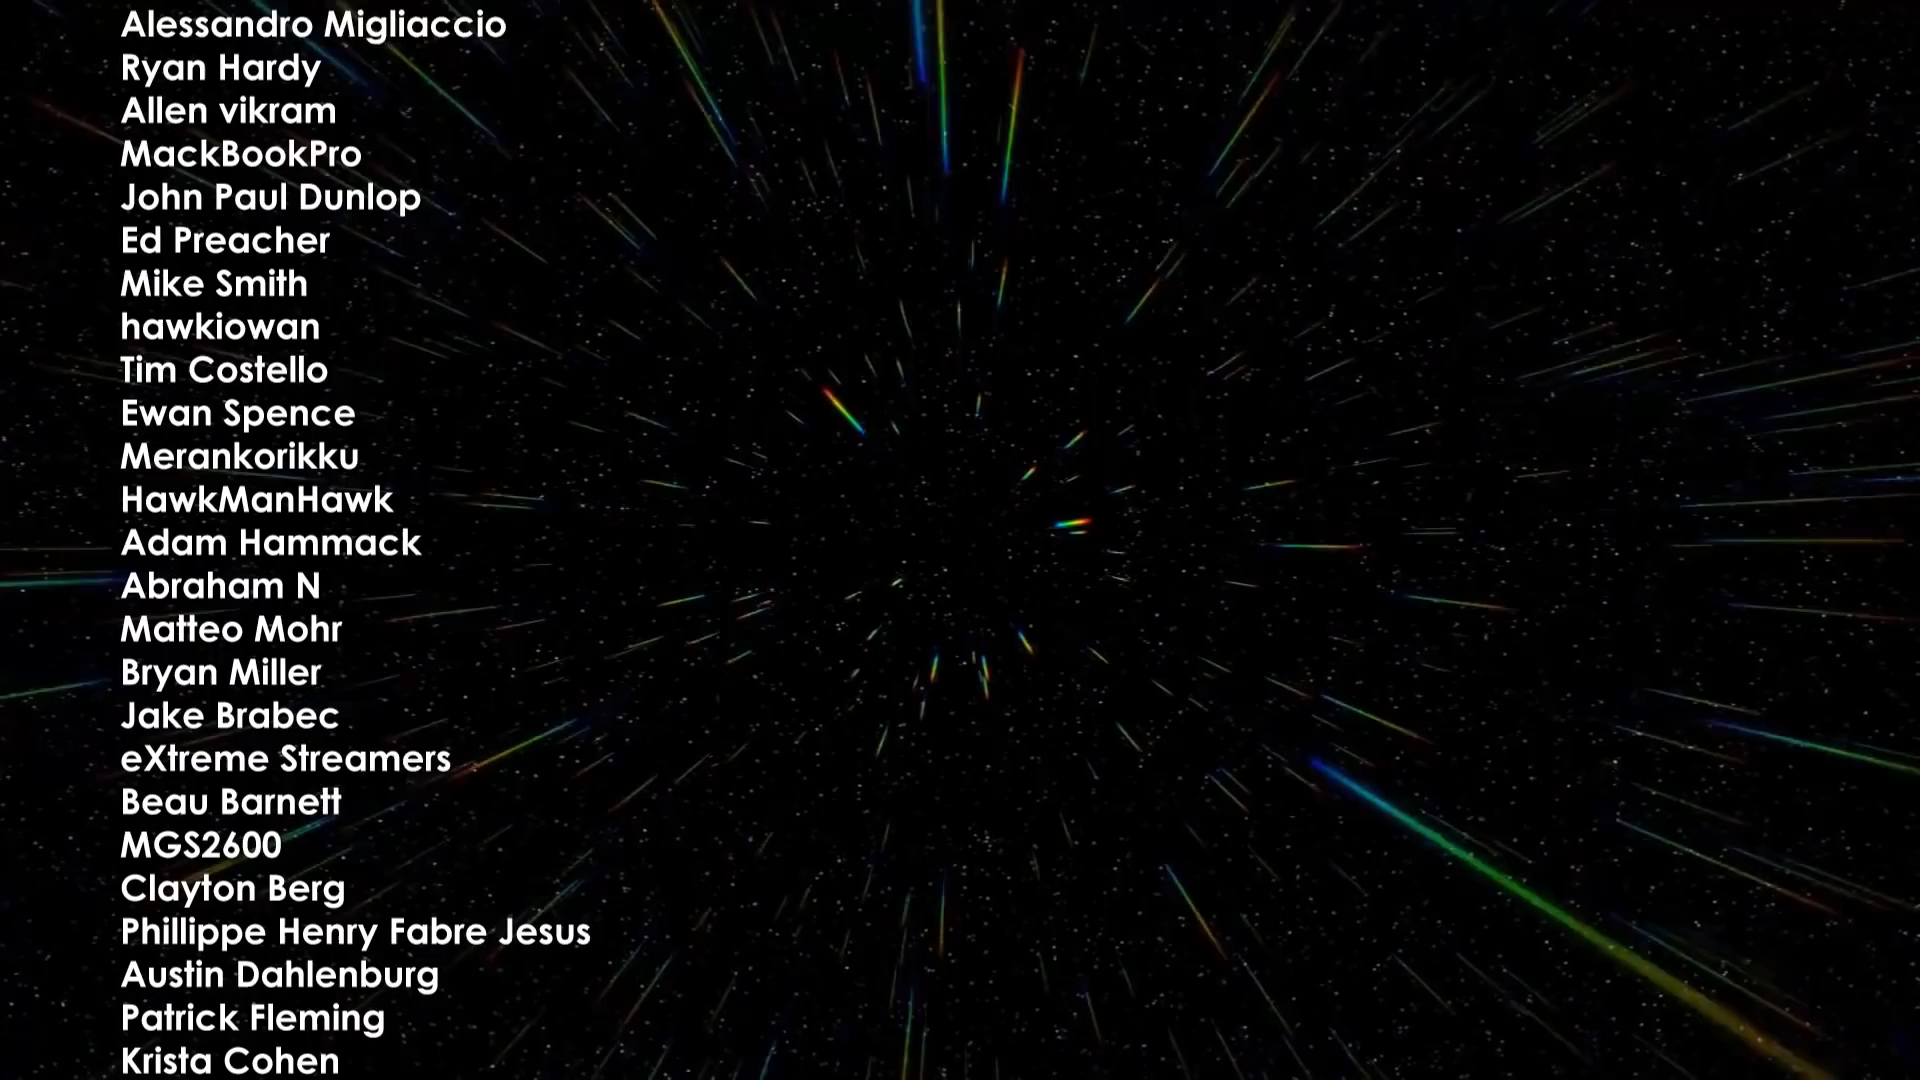 Alessandro Migliaccio
Ryan Hardy
Allen vikram
MackBookPro
John Paul Dunlop
Ed Preacher
Mike Smith
hawkiowan
Tim Costello
Ewan Spence
Merankorikku
HawkManHawk
Adam Hammack
Abraham N
Matteo Mohr
Bryan Miller
Jake Brabec
eXtreme Streamers
Beau Barnett
MGS2600
Clayton Berg
Phillippe Henry Fabre Jesus
Austin Dahlenburg
Patrick Fleming
Krista Cohen